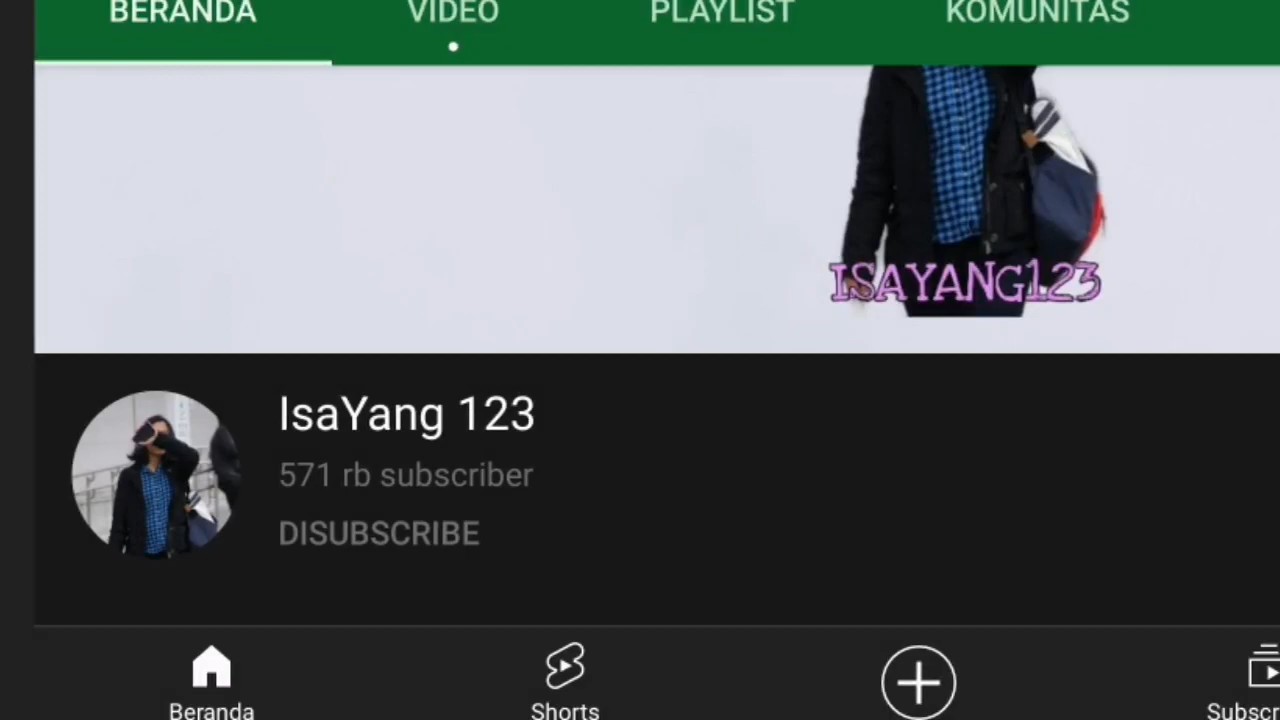 BERANDA VIDEO PLAYLIST KOMUNITAS
ISAYANG123
IsaYang 123
571 rb subscriber
DISUBSCRIBE
Beranda Shorts